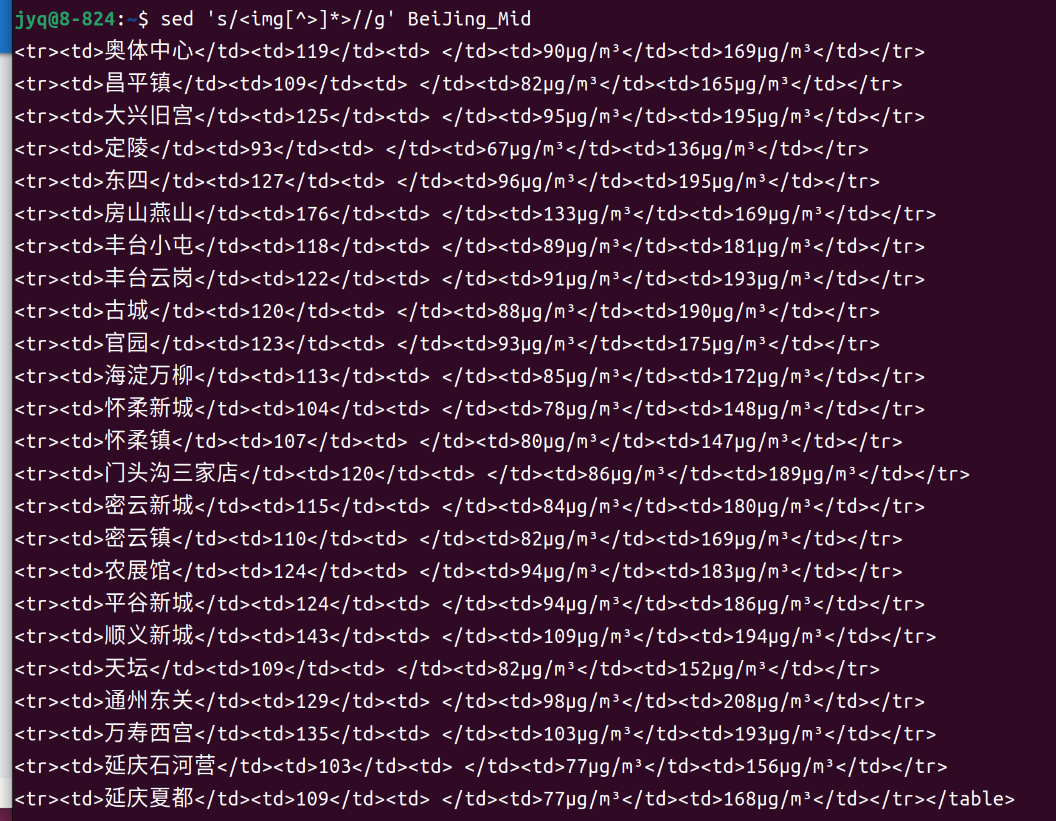 jyq@8-824:~$ sed 's/<img[^>]*>//g' BeiJing_Mid
<tr><td>奥体中心</td><td>119</td><td> </td><td>90μg/m³</td><td>169μg/m³</td></tr>
<tr><td>昌平镇</td><td>109</td><td> </td><td>82μg/m³</td><td>165μg/m³</td></tr>
<tr><td>大兴旧宫</td><td>125</td><td> </td><td>95μg/m³</td><td>195μg/m³</td></tr>
<tr><td>定陵</td><td>93</td><td> </td><td>67μg/m³</td><td>136μg/m³</td></tr>
<tr><td>东四</td><td>127</td><td> </td><td>96μg/m³</td><td>195μg/m³</td></tr>
<tr><td>房山燕山</td><td>176</td><td> </td><td>133μg/m³</td><td>169μg/m³</td></tr>
<tr><td>丰台小屯</td><td>118</td><td> </td><td>89μg/m³</td><td>181μg/m³</td></tr>
<tr><td>丰台云岗</td><td>122</td><td> </td><td>91μg/m³</td><td>193μg/m³</td></tr>
<tr><td>古城</td><td>120</td><td> </td><td>88μg/m³</td><td>190μg/m³</td></tr>
<tr><td>官园</td><td>123</td><td> </td><td>93μg/m³</td><td>175μg/m³</td></tr>
<tr><td>海淀万柳</td><td>113</td><td> </td><td>85μg/m³</td><td>172μg/m³</td></tr>
<tr><td>怀柔新城</td><td>104</td><td> </td><td>78μg/m³</td><td>148μg/m³</td></tr>
<tr><td>怀柔镇</td><td>107</td><td> </td><td>80μg/m³</td><td>147μg/m³</td></tr>
<tr><td>门头沟三家店</td><td>120</td><td> </td><td>86μg/m³</td><td>189μg/m³</td></tr>
<tr><td>密云新城</td><td>115</td><td> </td><td>84μg/m³</td><td>180μg/m³</td></tr>
<tr><td>密云镇</td><td>110</td><td> </td><td>82μg/m³</td><td>169μg/m³</td></tr>
<tr><td>农展馆</td><td>124</td><td> </td><td>94μg/m³</td><td>183μg/m³</td></tr>
<tr><td>平谷新城</td><td>124</td><td> </td><td>94μg/m³</td><td>186μg/m³</td></tr>
<tr><td>顺义新城</td><td>143</td><td> </td><td>109μg/m³</td><td>194μg/m³</td></tr>
<tr><td>天坛</td><td>109</td><td> </td><td>82μg/m³</td><td>152μg/m³</td></tr>
<tr><td>通州东关</td><td>129</td><td> </td><td>98μg/m³</td><td>208μg/m³</td></tr>
<tr><td>万寿西宫</td><td>135</td><td> </td><td>103μg/m³</td><td>193μg/m³</td></tr>
<tr><td>延庆石河营</td><td>103</td><td> </td><td>77μg/m³</td><td>156μg/m³</td></tr>
<tr><td>延庆夏都</td><td>109</td><td> </td><td>77μg/m³</td><td>168μg/m³</td></tr></table>